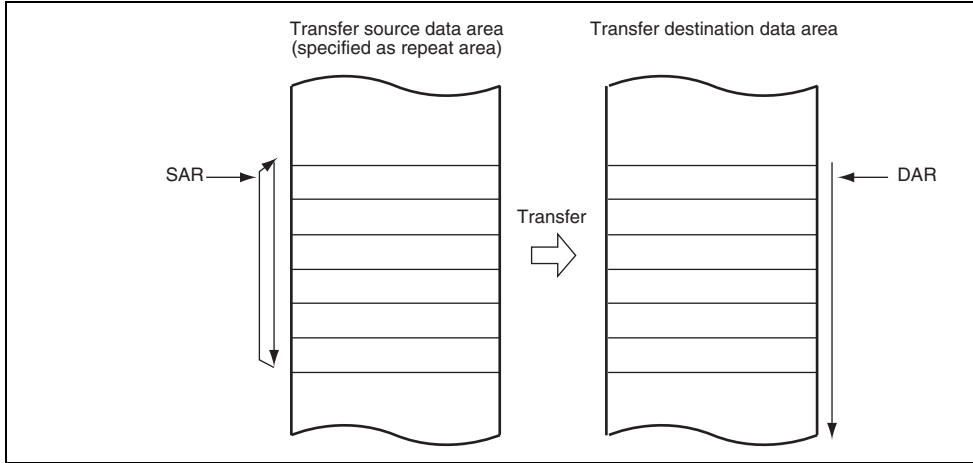 Transfer source data area
(specified as repeat area)
Transfer destination data area
SAR
DAR
Transfer